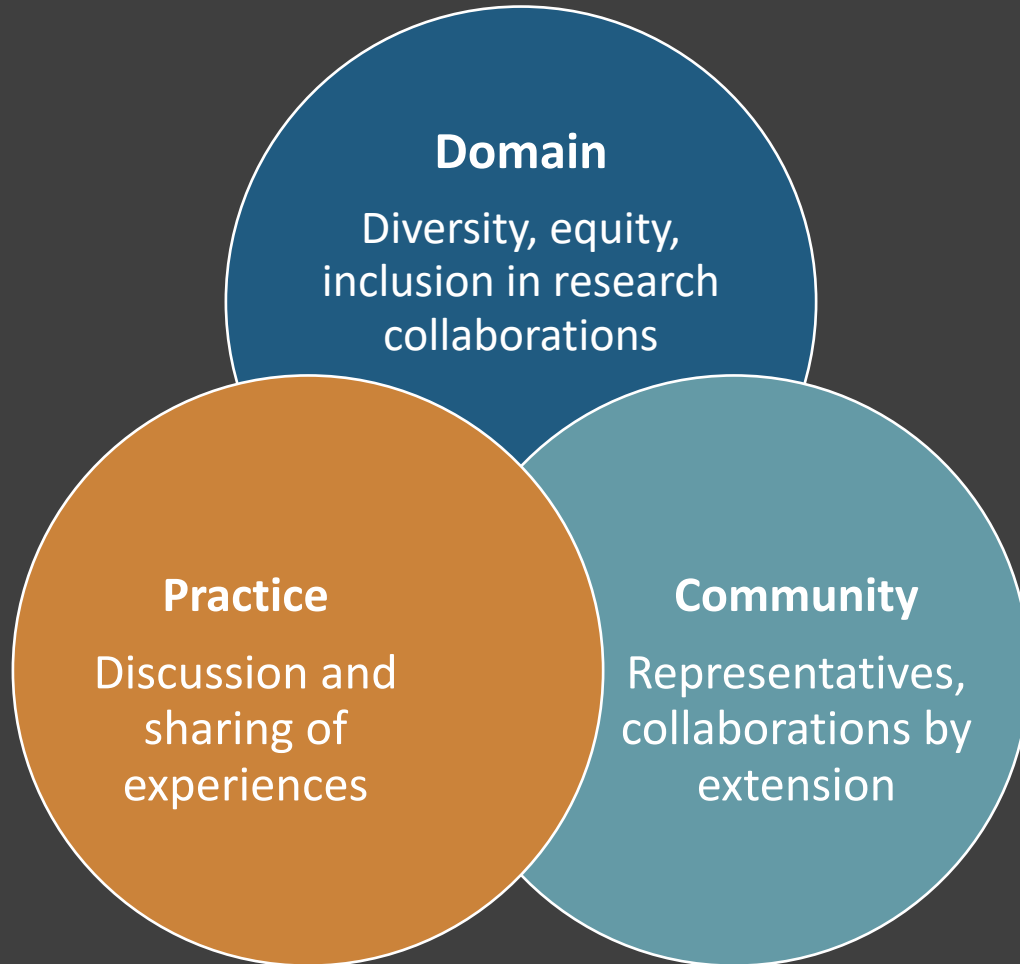 Domain
Diversity, equity,
inclusion in research
collaborations
Practice
Discussion and
sharing of
experiences
Community
Representatives,
collaborations by
extension